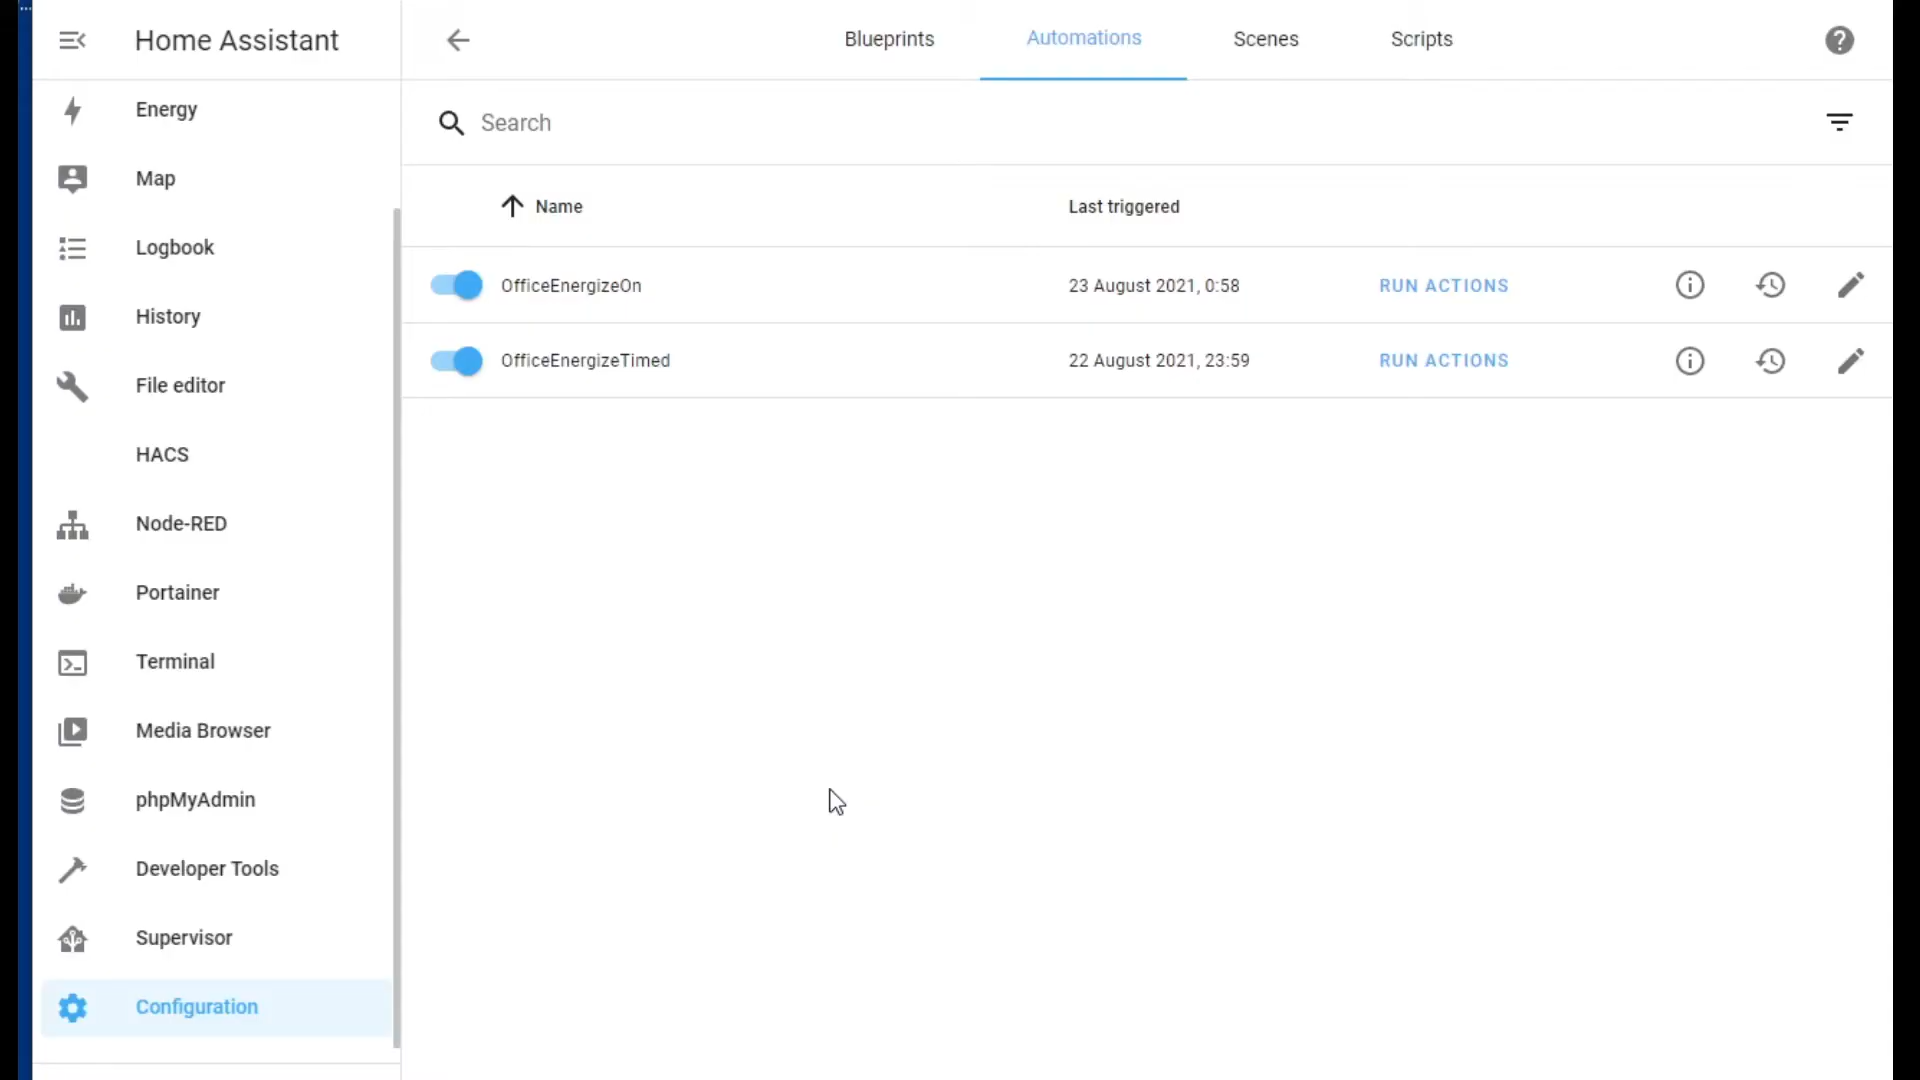 Home Assistant
Blueprints
Automations
Scenes
Scripts
Search
Name
Last triggered
OfficeEnergizeOn
23 August 2021, 0:58
RUN ACTIONS
OfficeEnergizeTimed
22 August 2021, 23:59
RUN ACTIONS
Energy
Map
Logbook
History
File editor
HACS
Node-RED
Portainer
Terminal
Media Browser
phpMyAdmin
Developer Tools
Supervisor
Configuration